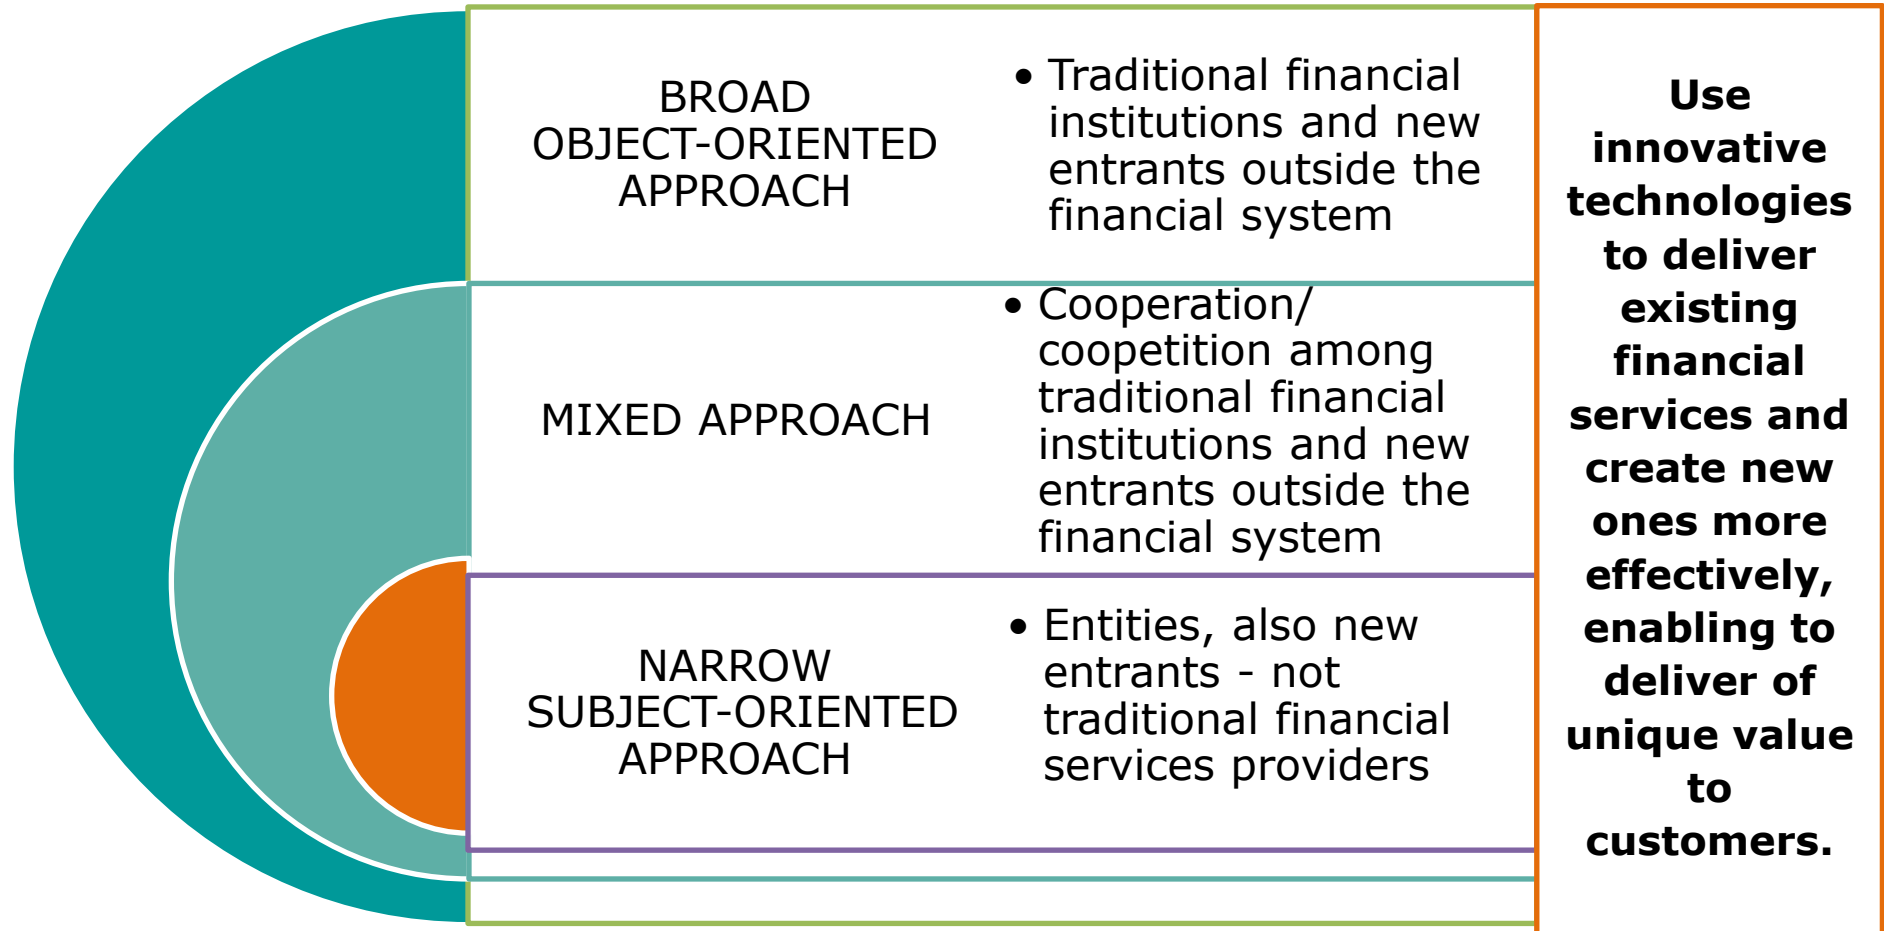 BROAD
OBJECT-ORIENTED
APPROACH
• Traditional financial
institutions and new
entrants outside the
financial system
MIXED APPROACH
• Cooperation/
coopetition among
traditional financial
institutions and new
entrants outside the
financial system
NARROW
SUBJECT-ORIENTED
APPROACH
• Entities, also new
entrants - not
traditional financial
services providers
Use
innovative
technologies
to deliver
existing
financial
services and
create new
ones more
effectively,
enabling to
deliver of
unique value
to
customers.